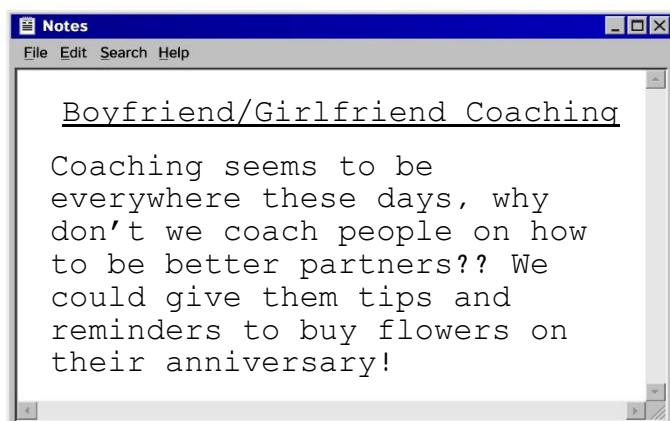 Notes
File Edit Search Help
Boyfriend/Girlfriend Coaching
Coaching seems to be
everywhere these days, why
don't we coach people on how
to be better partners?? We
could give them tips and
reminders to buy flowers on
their anniversary!